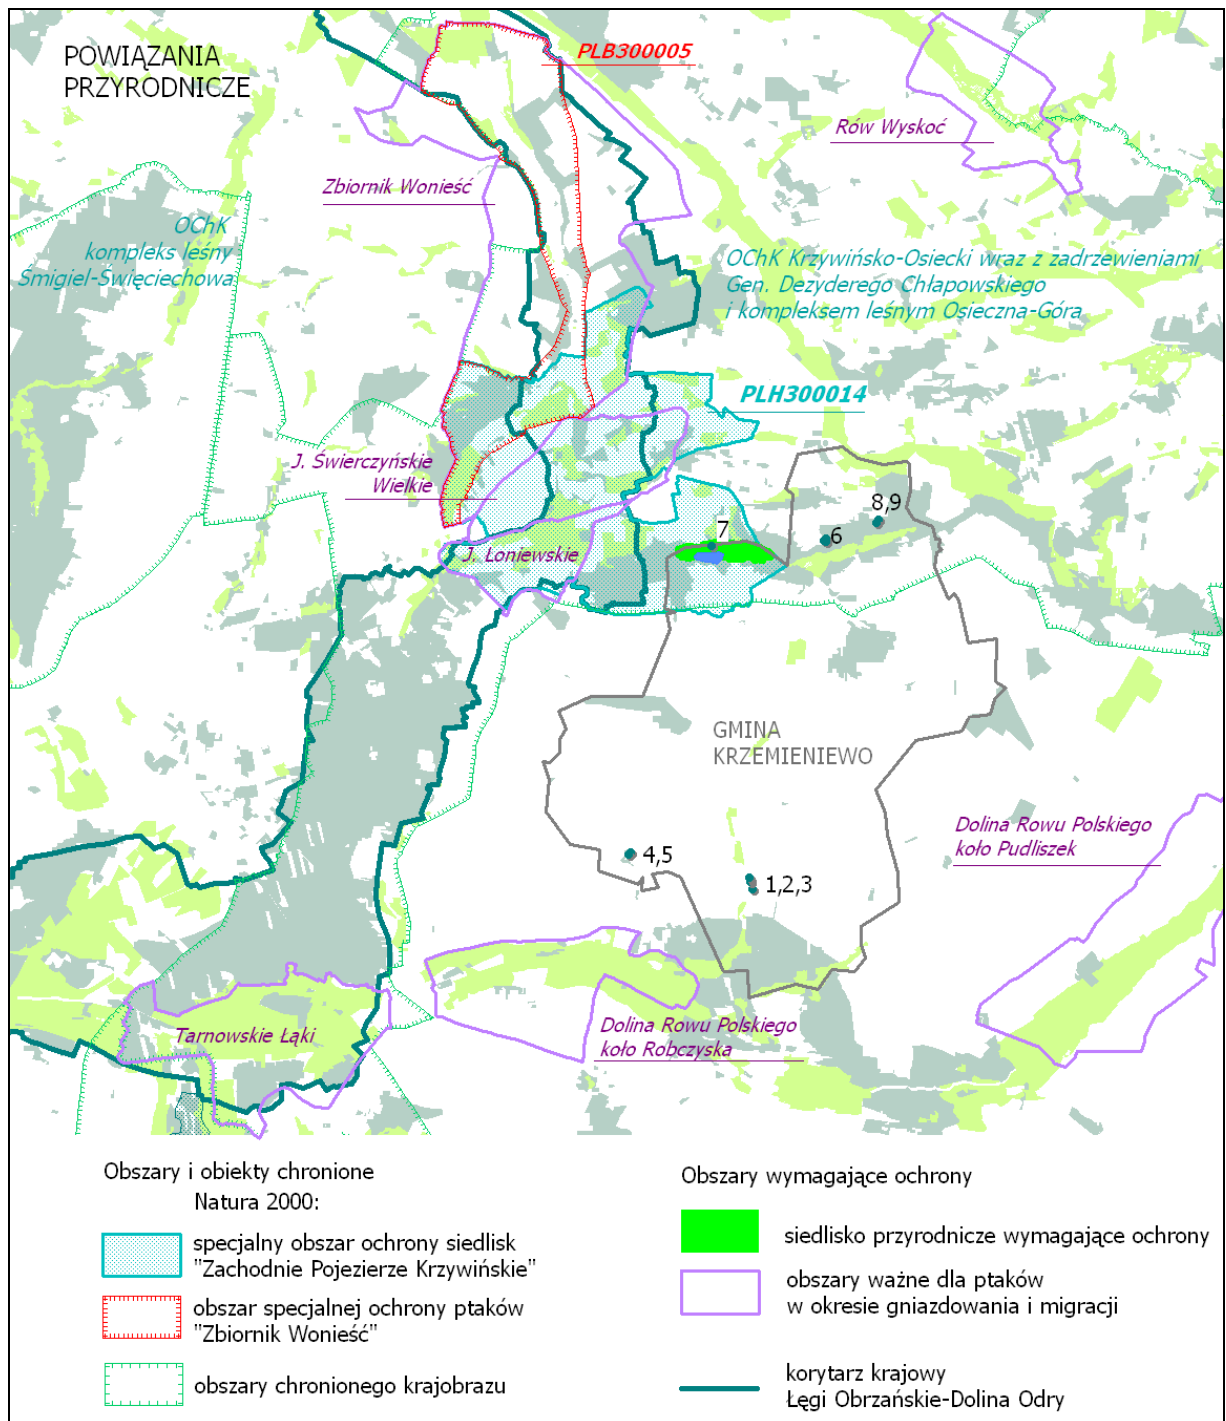 POWIĄZANIA
PRZYRODNICZE
PLB300005
Rów Wyskoć
Zbiornik Wonieść
OChK
kompleks leśny
Śmigiel-Święciechowa
OChK Krzywińsko-Osiecki wraz z zadrzewieniami
Gen. Dezyderego Chłapowskiego
i kompleksem leśnym Osieczna-Góra
PLH300014
J. Świerczyńskie
Wielkie
8,9
7
6
J. Łoniewskie
GMINA
KRZEMIENIEWO
Dolina Rowu Polskiego
koło Pudliszek
4,5
1,2,3
Tarnowskie Łąki
Dolina Rowu Polskiego
koło Robczyska
Obszary i obiekty chronione
Natura 2000:
specjalny obszar ochrony siedlisk
"Zachodnie Pojezierze Krzywińskie"
obszar specjalnej ochrony ptaków
"Zbiornik Wonieść"
obszary chronionego krajobrazu
Obszary wymagające ochrony
siedlisko przyrodnicze wymagające ochrony
obszary ważne dla ptaków
w okresie gniazdowania i migracji
korytarz krajowy
Łęgi Obrzańskie-Dolina Odry